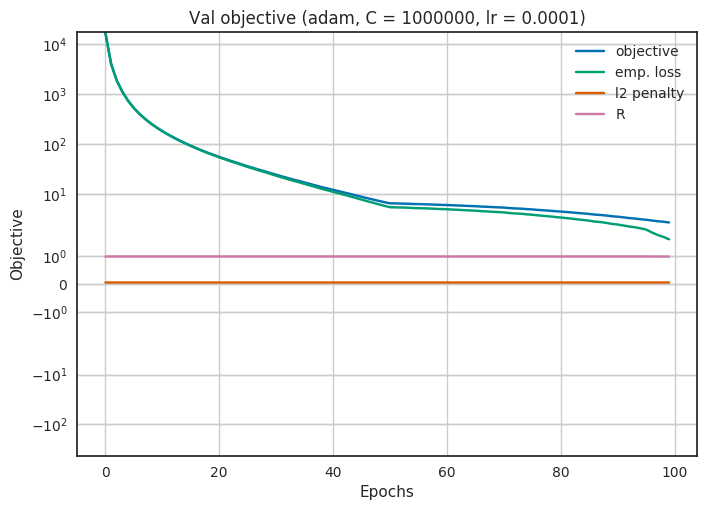 Val objective (adam, C = 1000000, lr = 0.0001)
objective
emp. loss
l2 penalty
R
Objective
10⁴
10³
10²
10¹
10⁰
0
−10⁰
−10¹
−10²
0 20 40 60 80 100
Epochs